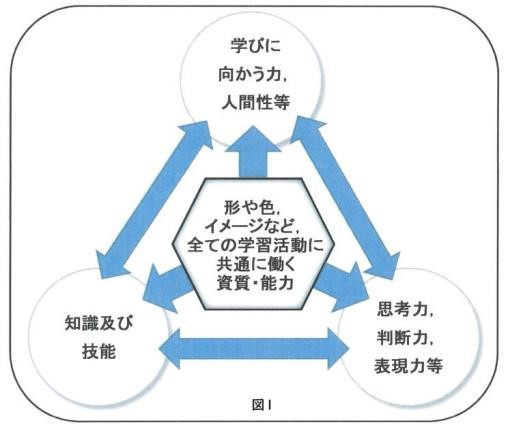 学びに
向かう力,
人間性等
形や色,
イメージなど,
全ての学習活動に
共通に働く
資質・能力
知識及び
技能
思考力,
判断力,
表現力等
図1